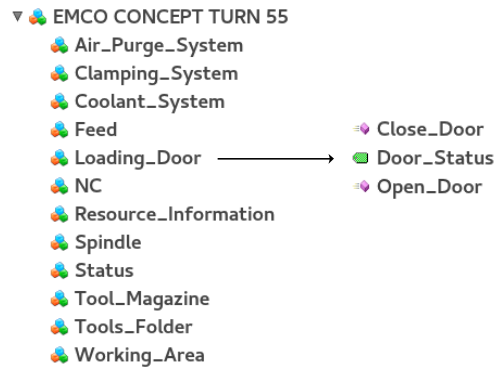 EMCO CONCEPT TURN 55
Air_Purge_System
Clamping_System
Coolant_System
Feed
Close_Door
Loading_Door
Door_Status
NC
Open_Door
Resource_Information
Spindle
Status
Tool_Magazine
Tools_Folder
Working_Area